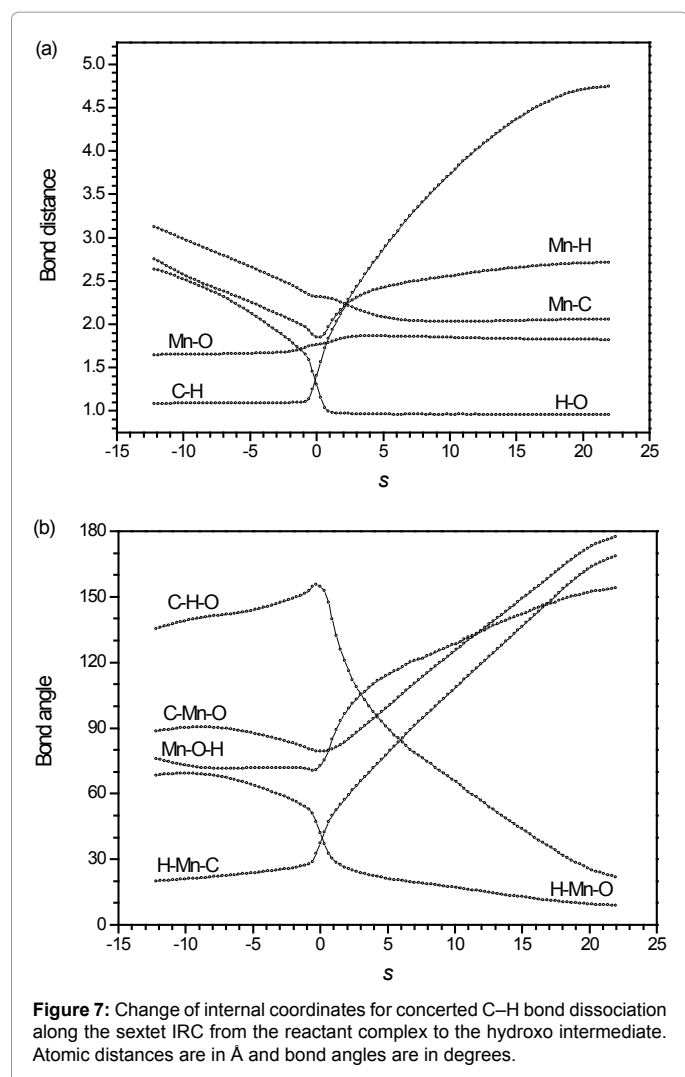 (a)
5.0
4.5
4.0
3.5
3.0
2.5
2.0
1.5
1.0
Bond distance
Mn-H
Mn-C
Mn-O
C-H
H-O
-15 -10 -5 0 5 10 15 20 25
s
(b)
180
150
120
90
60
30
0
Bond angle
C-H-O
C-Mn-O
Mn-O-H
H-Mn-C
H-Mn-O
-15 -10 -5 0 5 10 15 20 25
s
Figure 7: Change of internal coordinates for concerted C–H bond dissociation
along the sextet IRC from the reactant complex to the hydroxo intermediate.
Atomic distances are in Å and bond angles are in degrees.